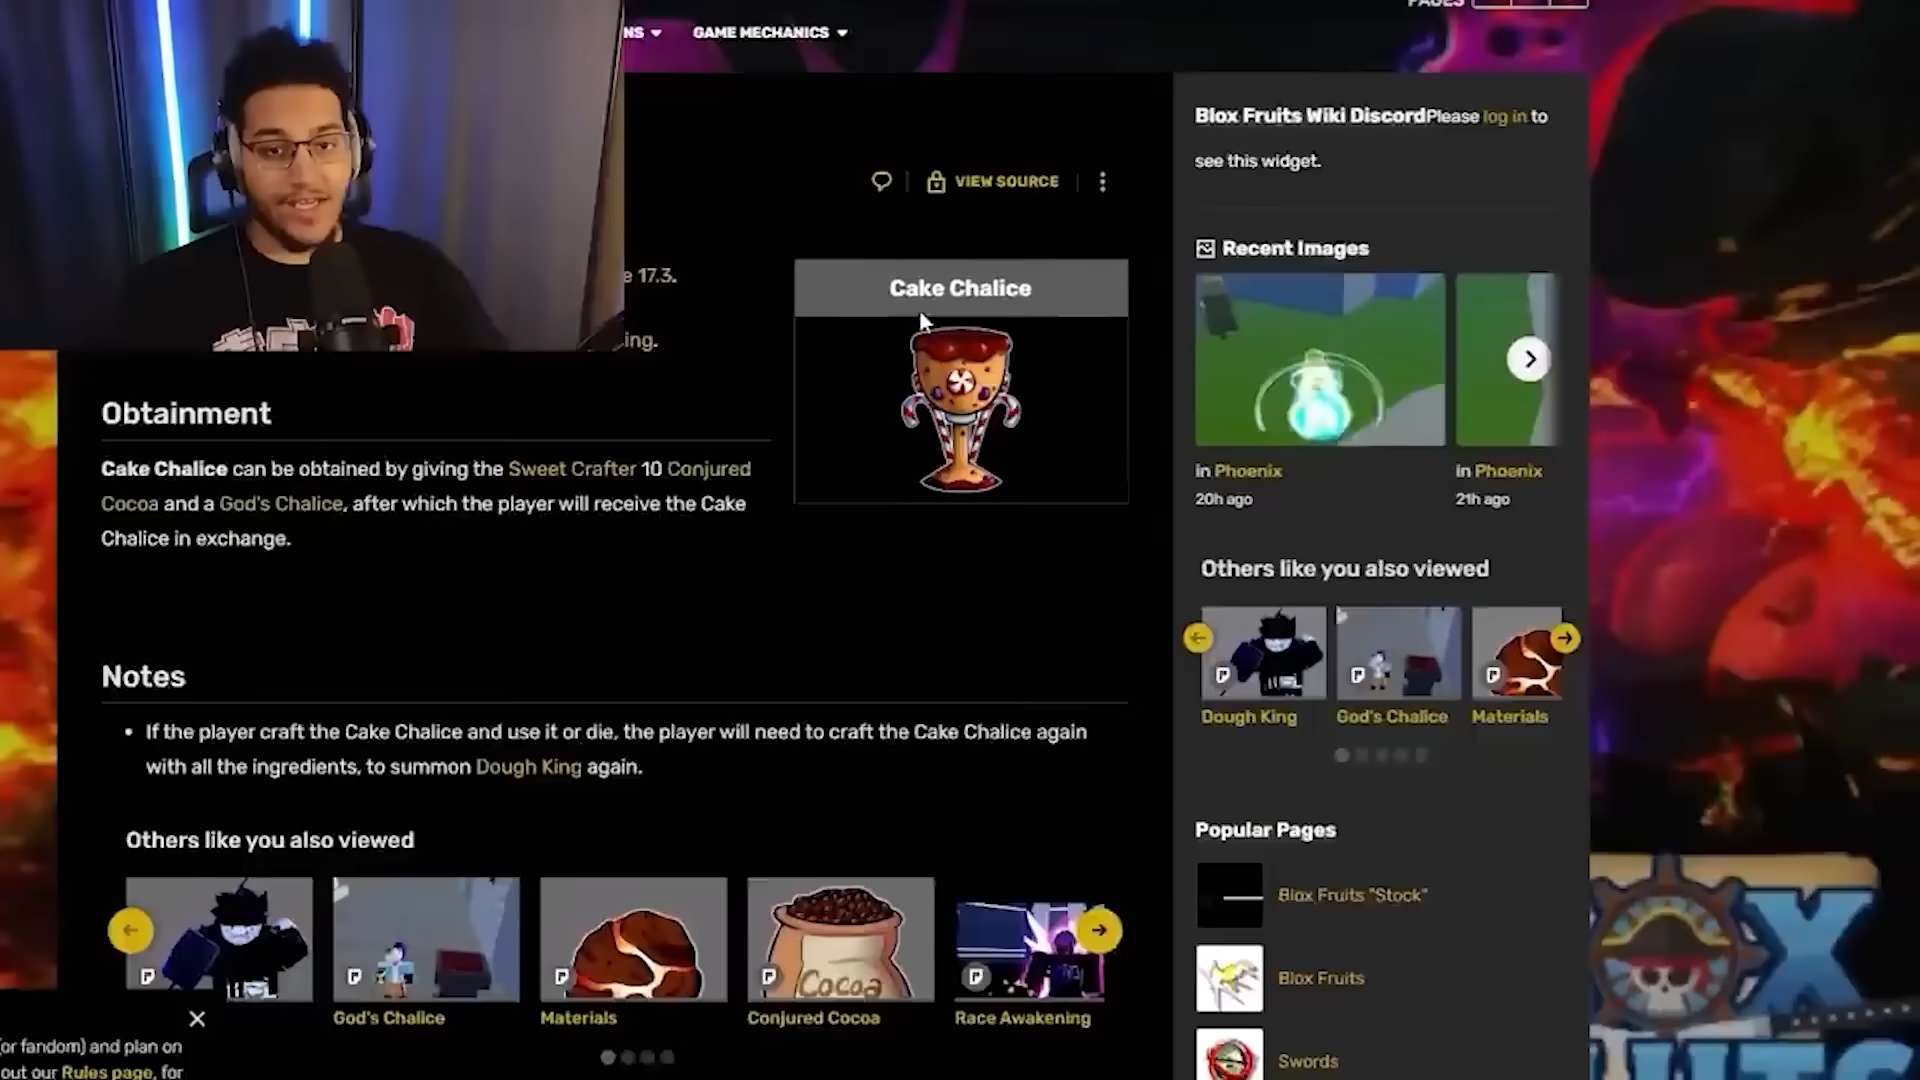 PAGES
NS
GAME MECHANICS
VIEW SOURCE
e 17.3.
ing.
Cake Chalice
Obtainment
Cake Chalice can be obtained by giving the Sweet Crafter 10 Conjured
Cocoa and a God's Chalice, after which the player will receive the Cake
Chalice in exchange.
Notes
• If the player craft the Cake Chalice and use it or die, the player will need to craft the Cake Chalice again
with all the ingredients, to summon Dough King again.
Others like you also viewed
Cocoa
God's Chalice
Materials
Conjured Cocoa
Race Awakening
(or fandom) and plan on
out our Rules page, for
Blox Fruits Wiki DiscordPlease log in to
see this widget.
Recent Images
in Phoenix
20h ago
in Phoenix
21h ago
Others like you also viewed
Dough King
God's Chalice
Materials
Popular Pages
Blox Fruits "Stock"
Blox Fruits
Swords
OX
UITS